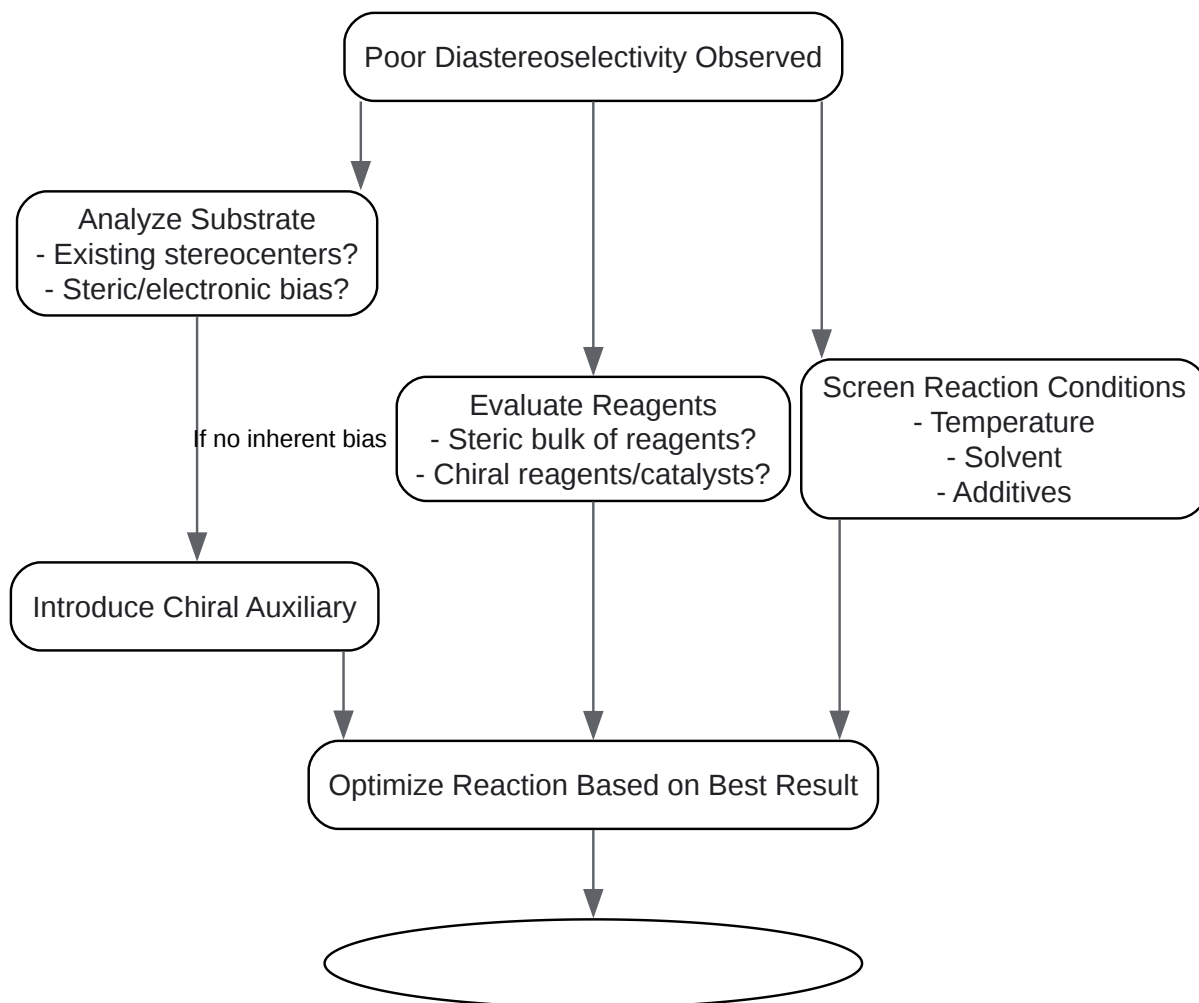 Poor Diastereoselectivity Observed
Analyze Substrate
- Existing stereocenters?
- Steric/electronic bias?
If no inherent bias
Evaluate Reagents
- Steric bulk of reagents?
- Chiral reagents/catalysts?
Screen Reaction Conditions
- Temperature
- Solvent
- Additives
Introduce Chiral Auxiliary
Optimize Reaction Based on Best Result